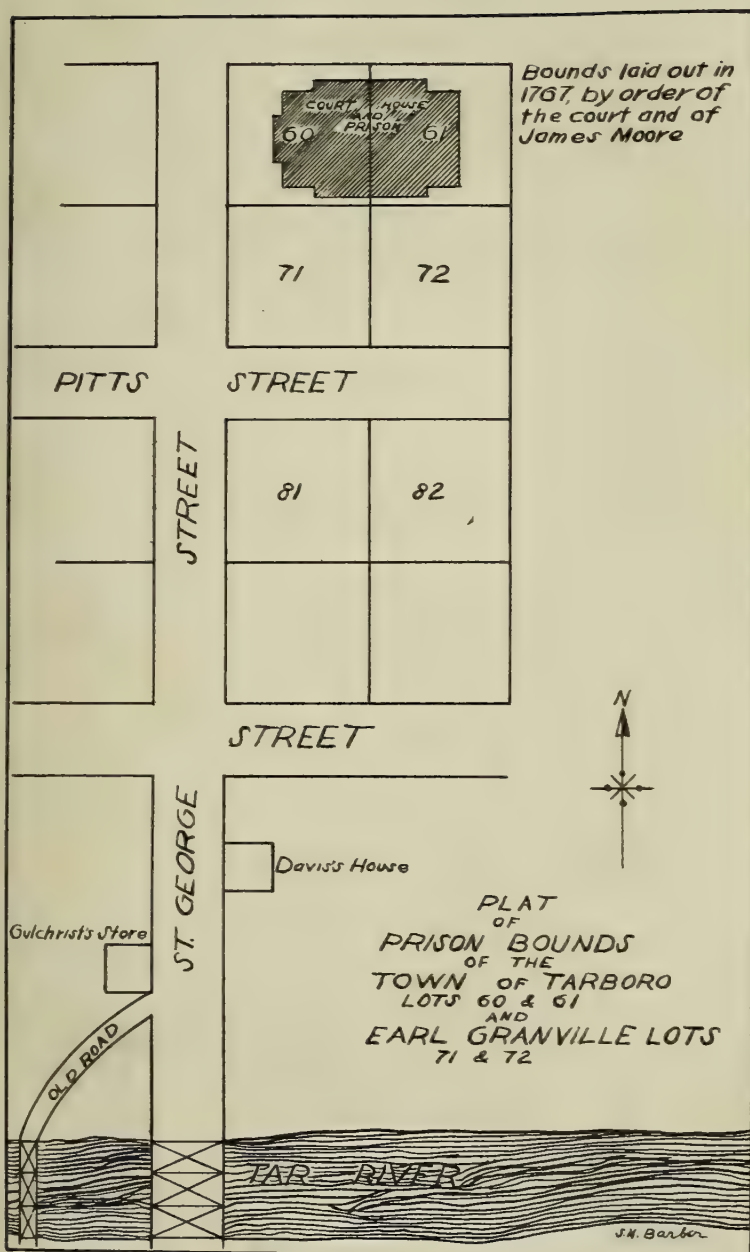 Bounds laid out in
1767, by order of
the court and of
James Moore
COURT HOUSE
AND
PRISON
60
61
71
72
PITTS STREET
STREET
81
82
STREET
N
ST. GEORGE
Davis's House
Gulchrist's Store
OLD ROAD
PLAT
OF
PRISON BOUNDS
OF THE
TOWN OF TARBORO
LOTS 60 & 61
AND
EARL GRANVILLE LOTS
71 & 72
TAR RIVER
S.H. Barber